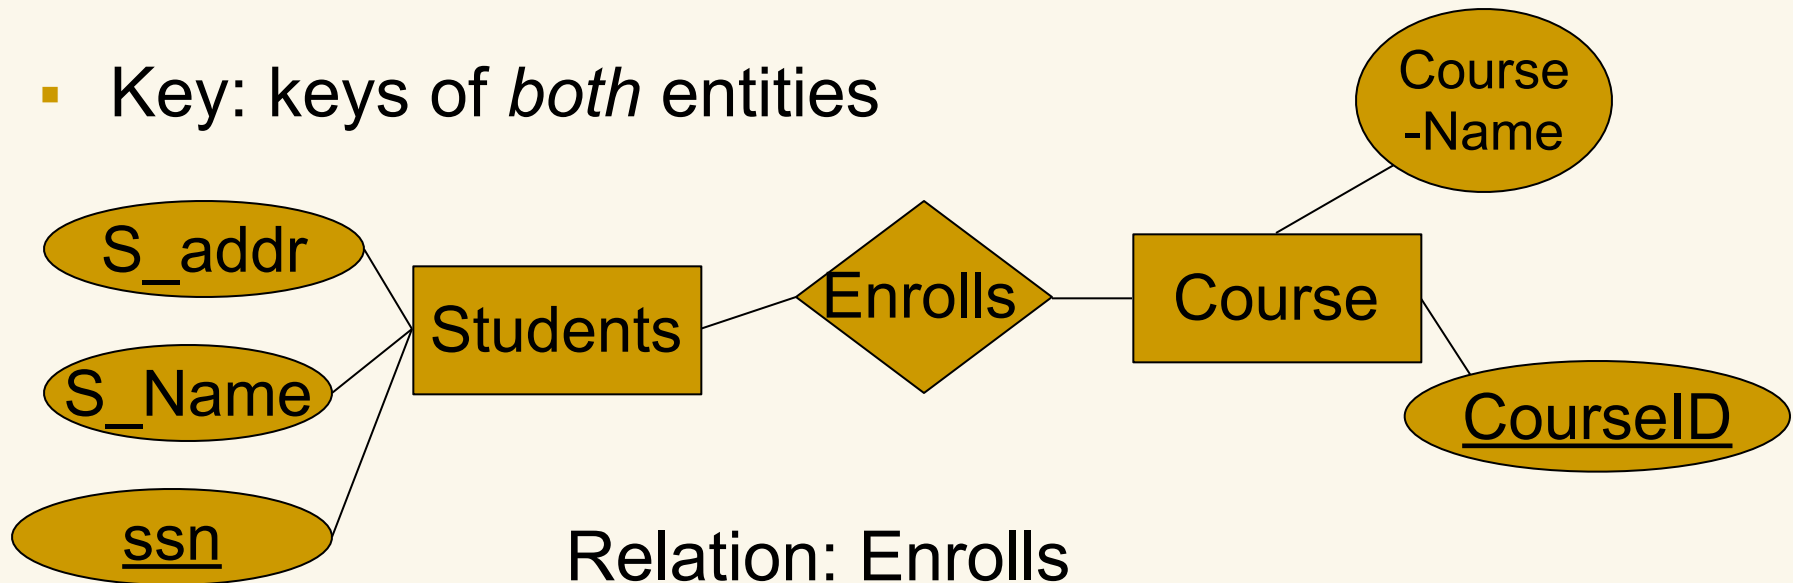 Key: keys of both entities
Course
-Name
S_addr
Students
Enrolls
Course
S_Name
CourseID
ssn
Relation: Enrolls